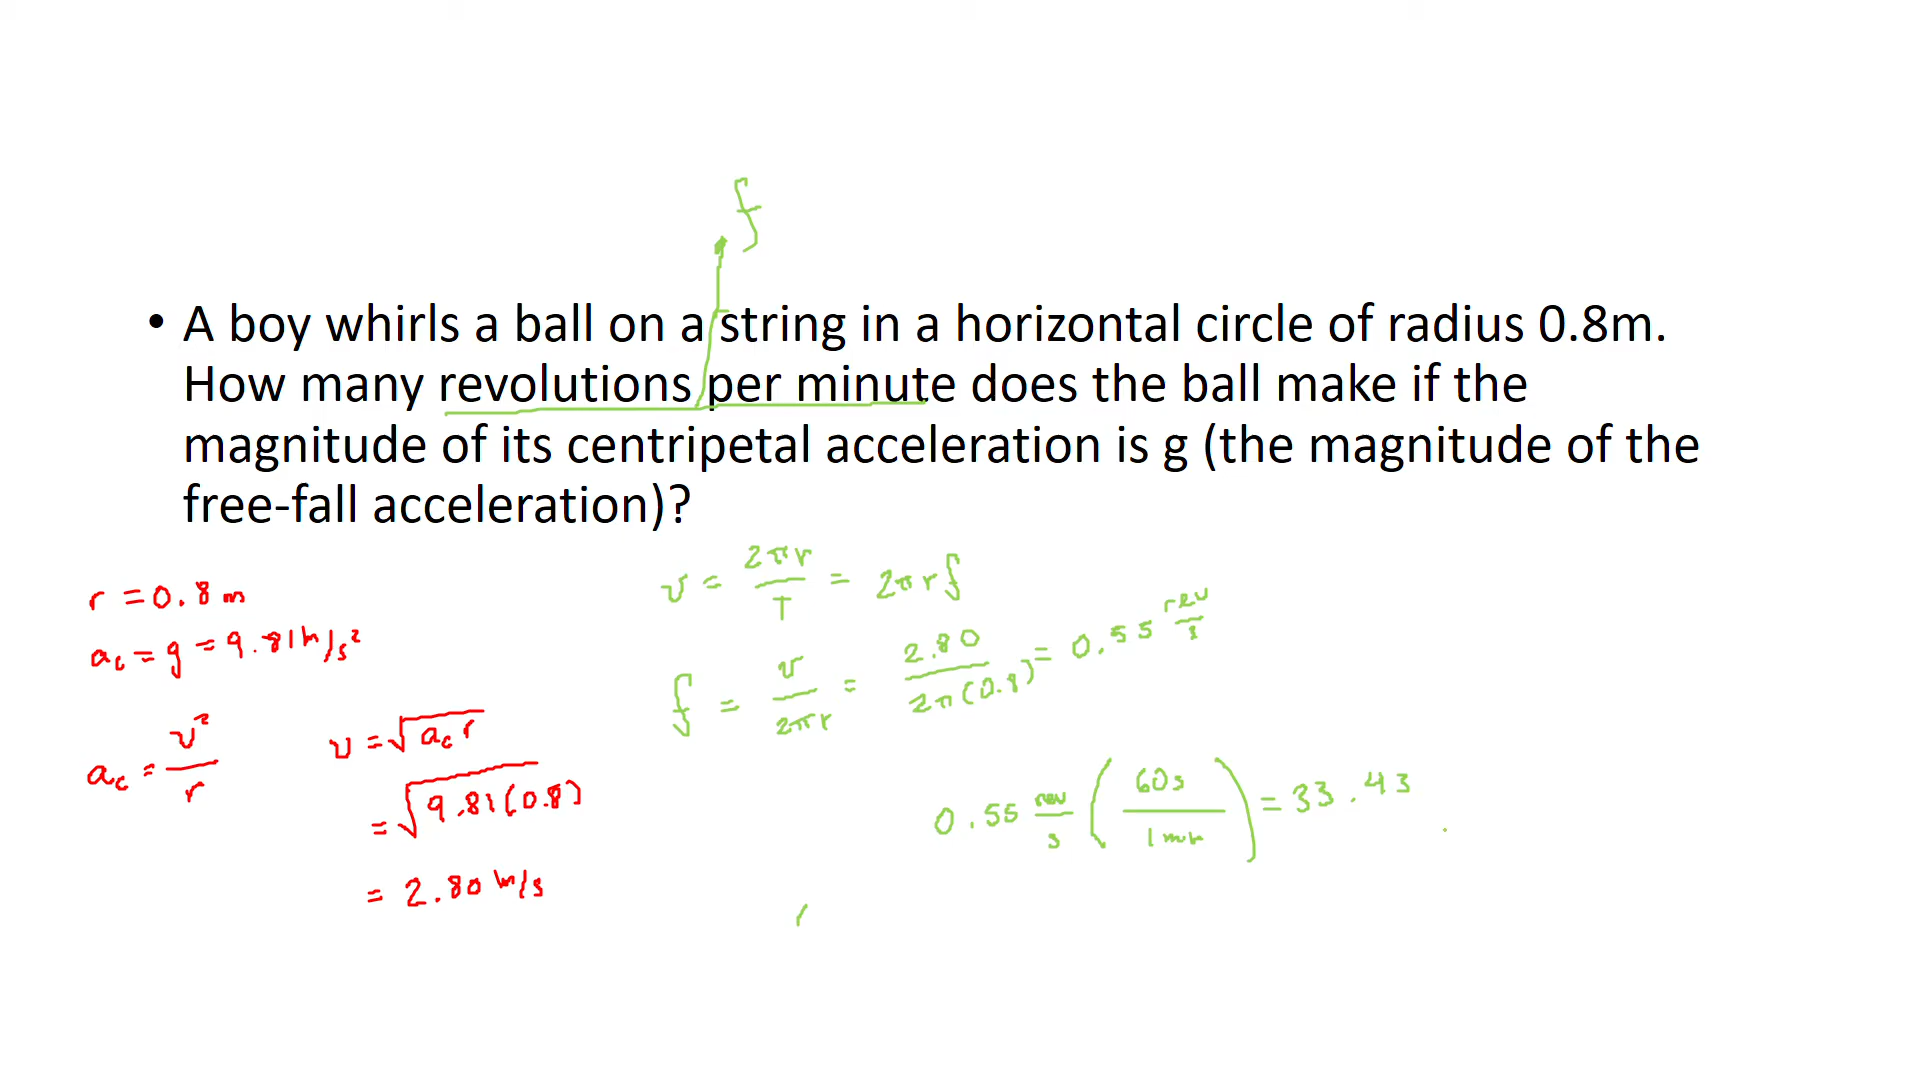 f
• A boy whirls a ball on a string in a horizontal circle of radius 0.8m.
How many revolutions per minute does the ball make if the
magnitude of its centripetal acceleration is g (the magnitude of the
free-fall acceleration)?
r = 0.8 m
ac = g = 9.81 m/s²
ac = v²/r
v = √(ac r)
= √(9.81(0.8))
= 2.80 m/s
v = 2πr/T = 2πrf
f = v/2πr = 2.80/2π(0.8) = 0.55 rev/s
0.55 rev/s (60s/1min) = 33.43